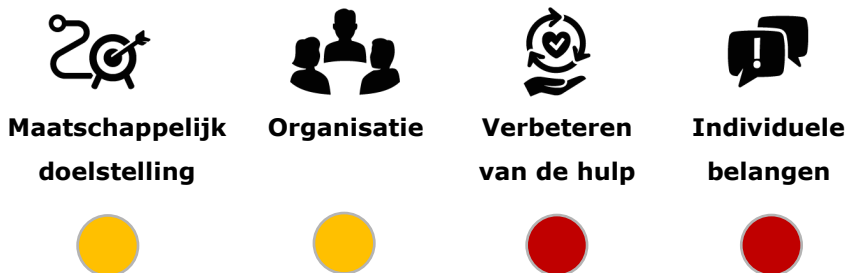 Maatschappelijk
doelstelling
Organisatie
Verbeteren
van de hulp
Individuele
belangen